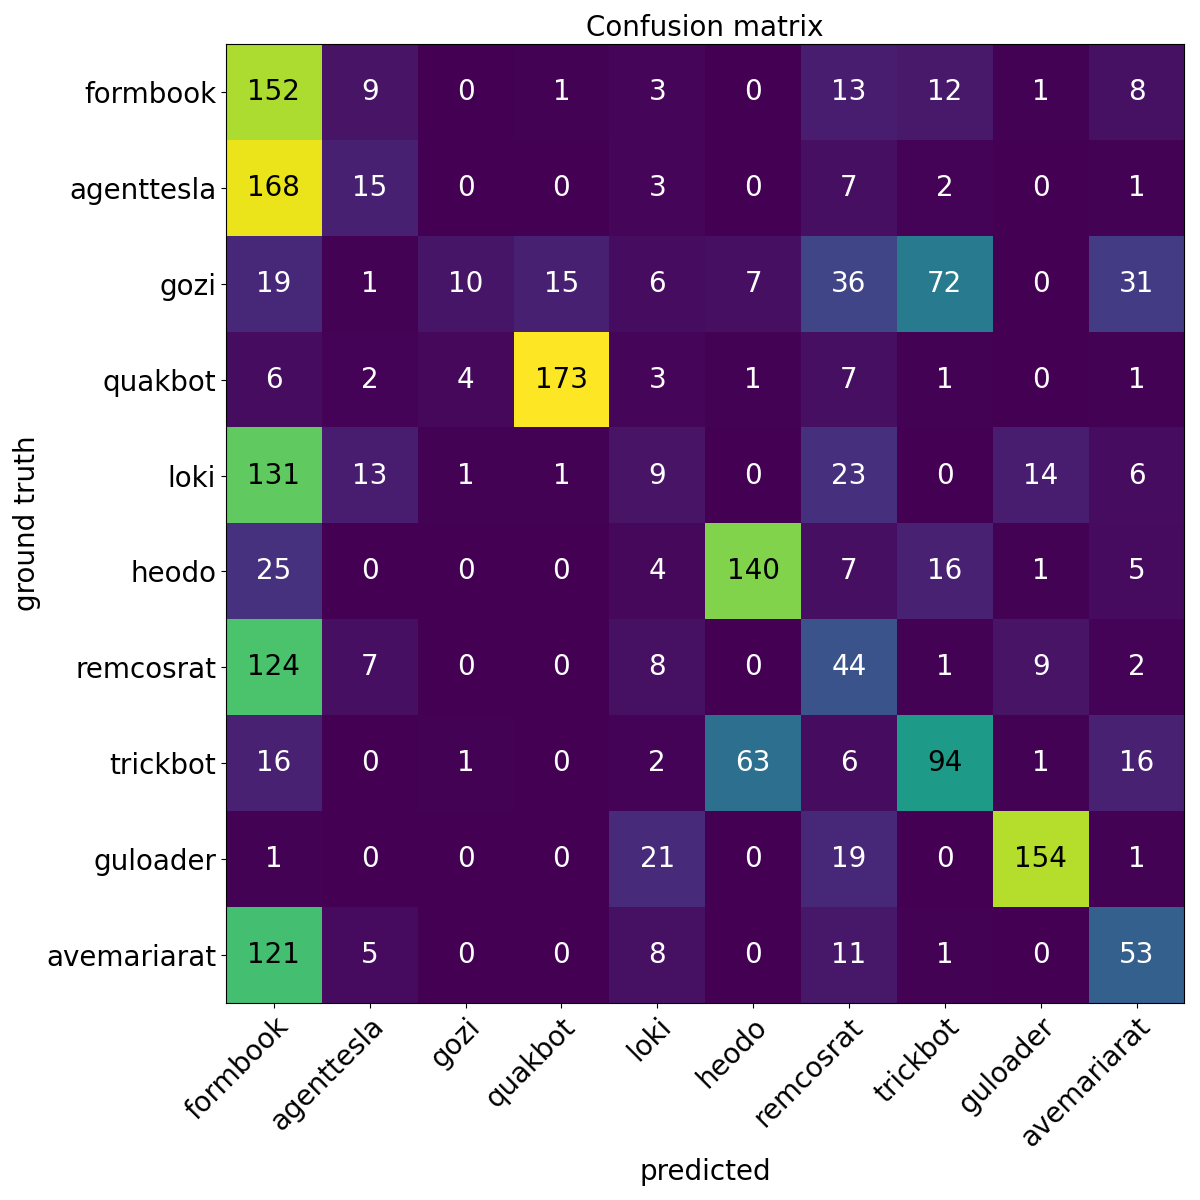 Confusion matrix
formbook 152 9 0 1 3 0 13 12 1 8
agenttesla 168 15 0 0 3 0 7 2 0 1
gozi 19 1 10 15 6 7 36 72 0 31
quakbot 6 2 4 173 3 1 7 1 0 1
loki 131 13 1 1 9 0 23 0 14 6
heodo 25 0 0 0 4 140 7 16 1 5
remcosrat 124 7 0 0 8 0 44 1 9 2
trickbot 16 0 1 0 2 63 6 94 1 16
guloader 1 0 0 0 21 0 19 0 154 1
avemariarat 121 5 0 0 8 0 11 1 0 53
ground truth
formbook agenttesla gozi quakbot loki heodo remcosrat trickbot guloader avemariarat
predicted